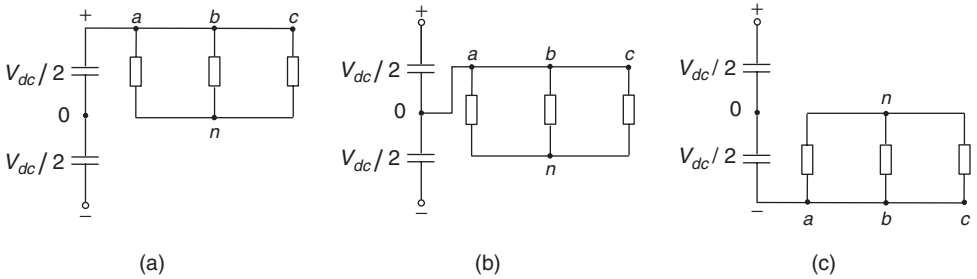 + a b c
V_dc/ 2
0
n
V_dc/ 2
−
(a)
+
a b c
V_dc/ 2
0
V_dc/ 2
n
−
(b)
+
V_dc/ 2
0
n
V_dc/ 2
−
a b c
(c)